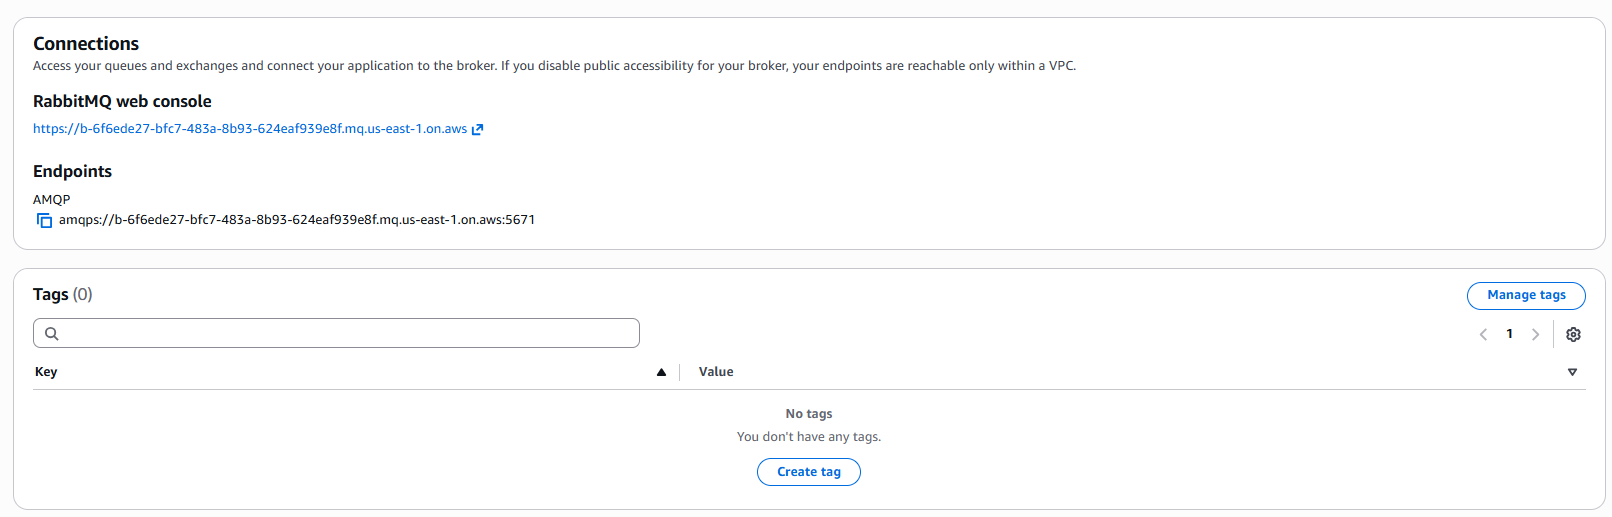 Connections
Access your queues and exchanges and connect your application to the broker. If you disable public accessibility for your broker, your endpoints are reachable only within a VPC.
RabbitMQ web console
https://b-6f6ede27-bfc7-483a-8b93-624eaf939e8f.mq.us-east-1.on.aws
Endpoints
AMQP
amqps://b-6f6ede27-bfc7-483a-8b93-624eaf939e8f.mq.us-east-1.on.aws:5671
Tags (0)
Manage tags
1
Key
Value
No tags
You don't have any tags.
Create tag